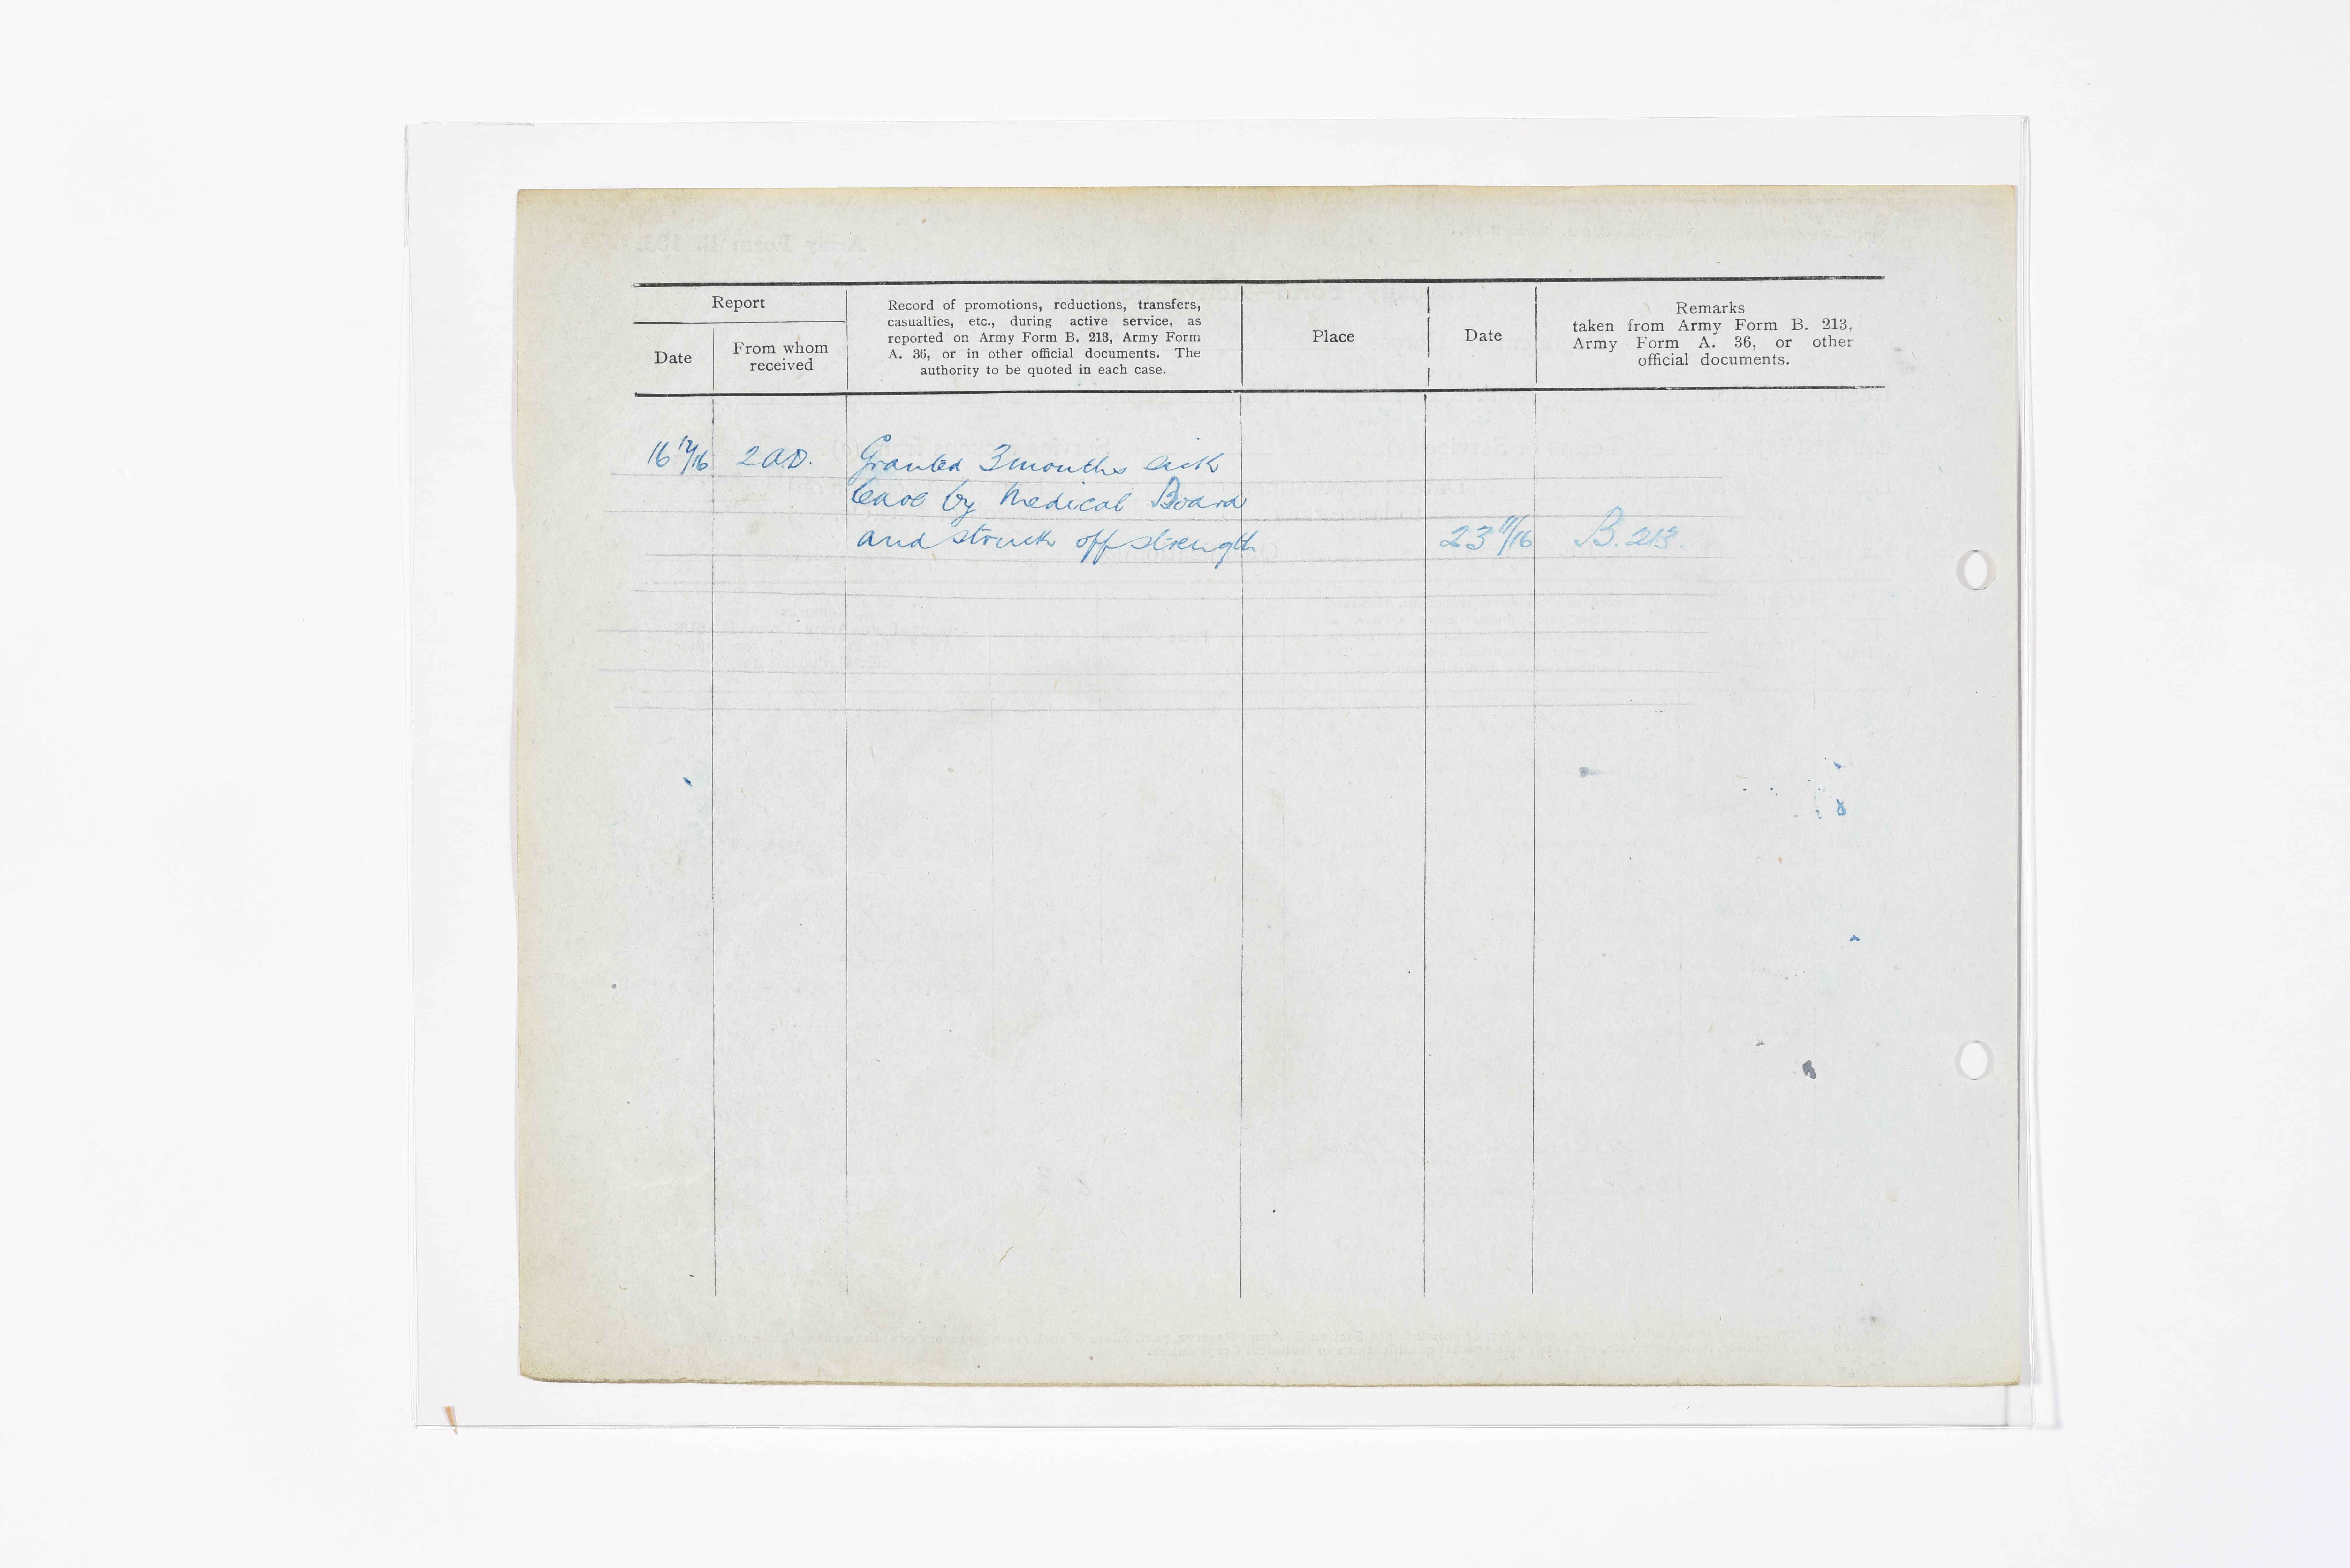 Report
Date
From whom
received
Record of promotions, reductions, transfers,
casualties, etc., during active service, as
reported on Army Form B. 213, Army Form
A. 36, or in other official documents. The
authority to be quoted in each case.
Place
Date
Remarks
taken from Army Form B. 213,
Army Form A. 36, or other
official documents.
16 12/16 2 A.D. Granted 3 months sick
leave by Medical Board
and struck off strength 23 11/16 B. 213.